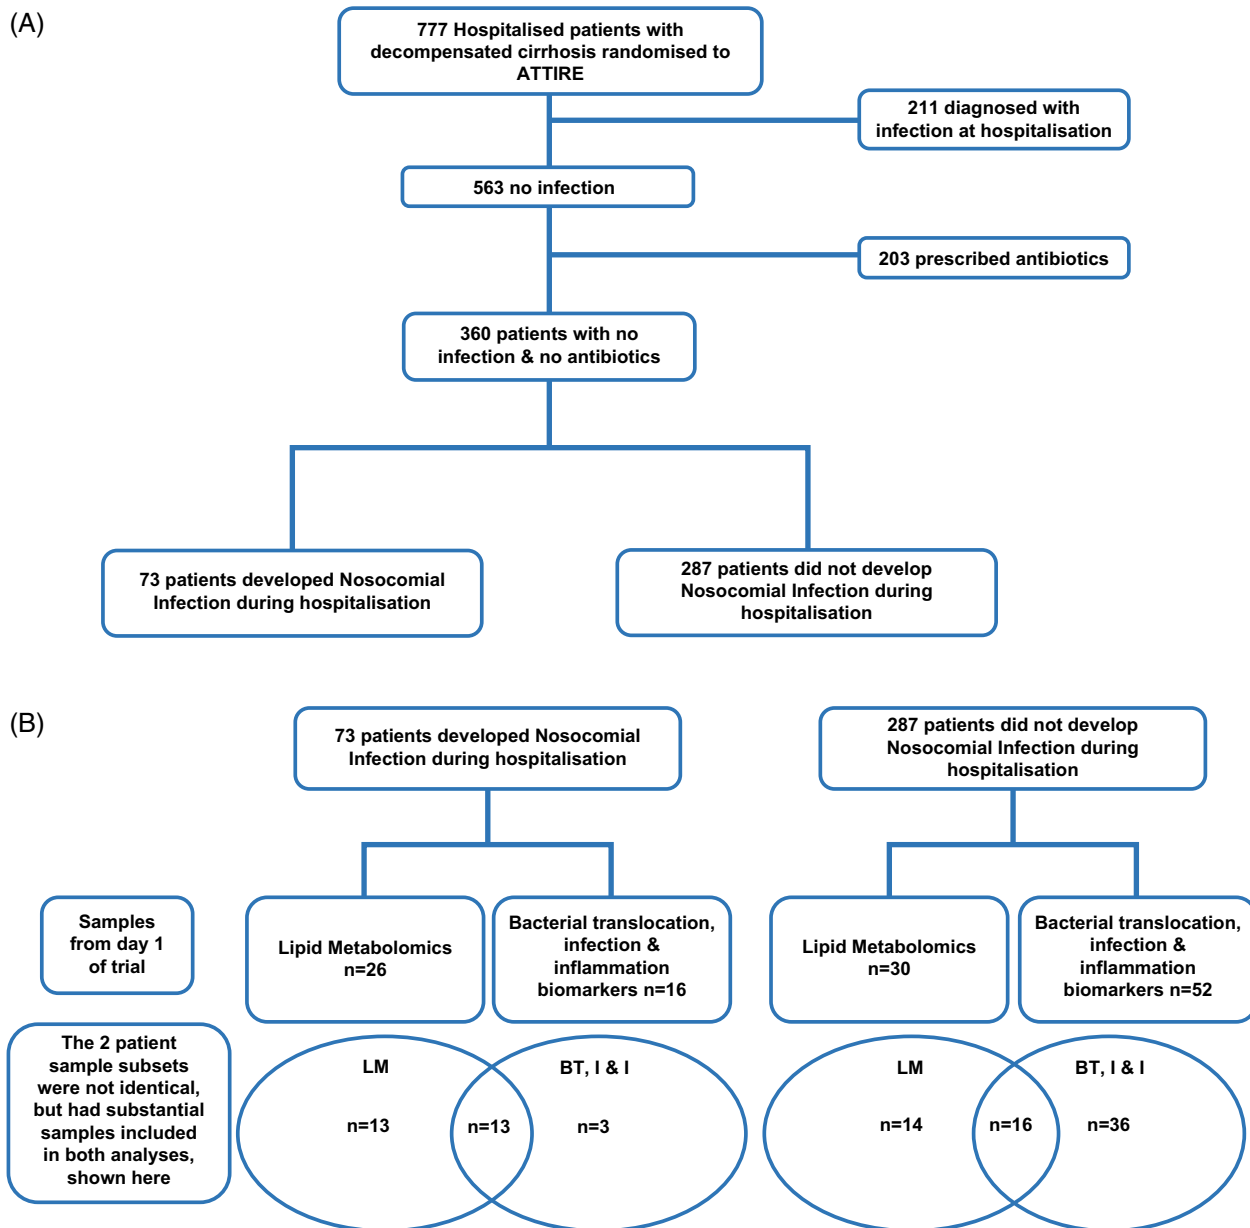 (A)
777 Hospitalised patients with
decompensated cirrhosis randomised to
ATTIRE
211 diagnosed with
infection at hospitalisation
563 no infection
203 prescribed antibiotics
360 patients with no
infection & no antibiotics
73 patients developed Nosocomial
Infection during hospitalisation
287 patients did not develop
Nosocomial Infection during
hospitalisation
(B)
73 patients developed Nosocomial
Infection during hospitalisation
287 patients did not develop
Nosocomial Infection during
hospitalisation
Samples
from day 1
of trial
Lipid Metabolomics
n=26
Bacterial translocation,
infection &
inflammation
biomarkers n=16
Lipid Metabolomics
n=30
Bacterial translocation,
infection &
inflammation
biomarkers n=52
The 2 patient
sample subsets
were not identical,
but had substantial
samples included
in both analyses,
shown here
LM
n=13
n=13
BT, I & I
n=3
LM
n=14
n=16
BT, I & I
n=36